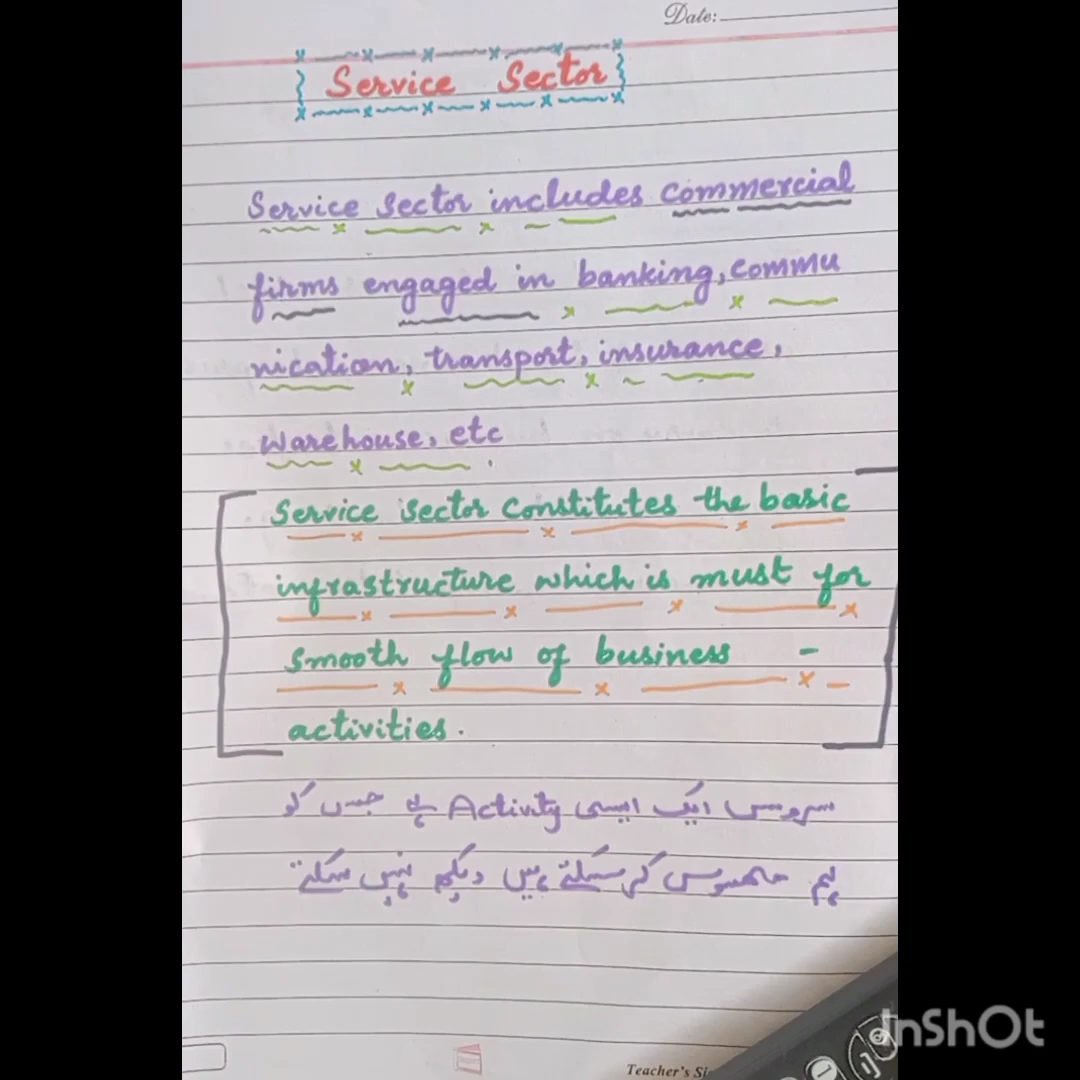 Date:
Service Sector
Service sector includes commercial
firms engaged in banking, commu
nication, transport, insurance,
warehouse, etc
Service sector constitutes the basic
infrastructure which is must for
smooth flow of business -
activities.
سروس ایک ایسی Activity ہے جس کو
ہم محسوس کر سکتے ہیں دیکھ نہیں سکتے
Teacher's Si
InShOt